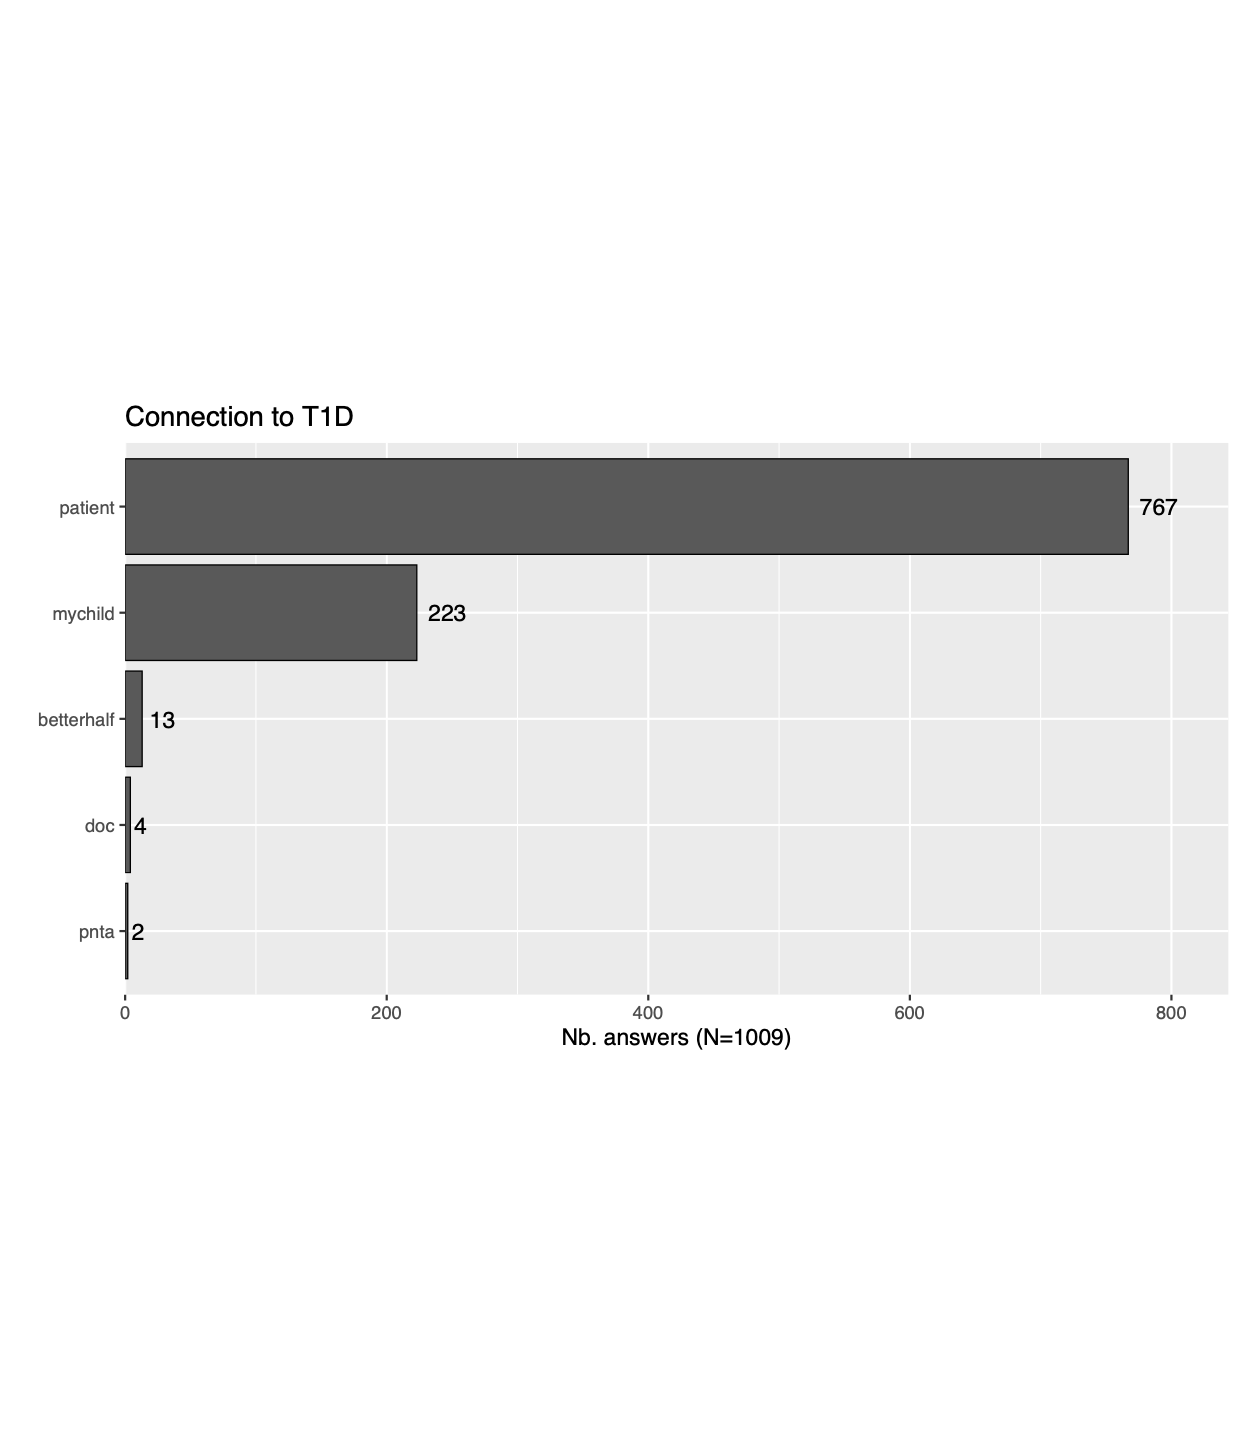 Connection to T1D
patient 767
mychild 223
betterhalf 13
doc 4
pnta 2
0 200 400 600 800
Nb. answers (N=1009)